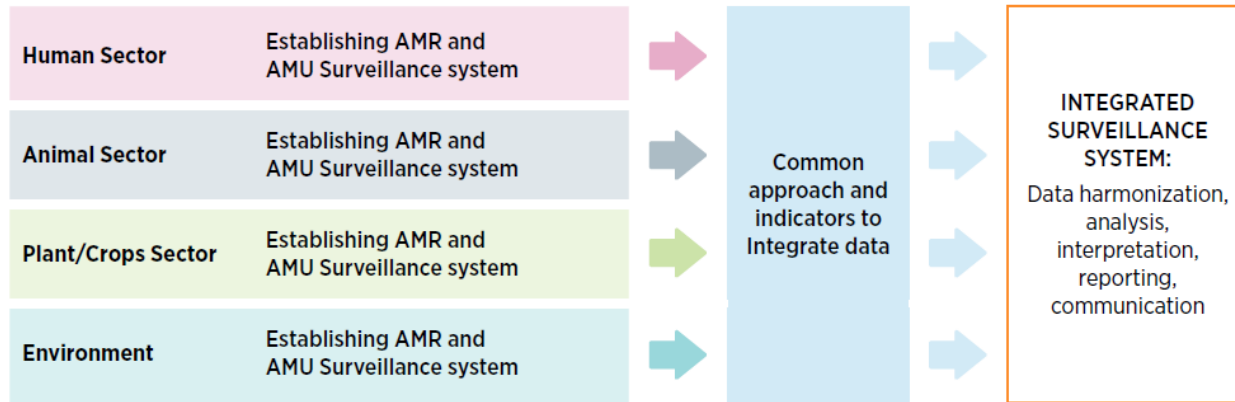 Human Sector
Establishing AMR and
AMU Surveillance system
Animal Sector
Establishing AMR and
AMU Surveillance system
Plant/Crops Sector
Establishing AMR and
AMU Surveillance system
Environment
Establishing AMR and
AMU Surveillance system
Common
approach and
indicators to
Integrate data
INTEGRATED
SURVEILLANCE
SYSTEM:
Data harmonization,
analysis,
interpretation,
reporting,
communication